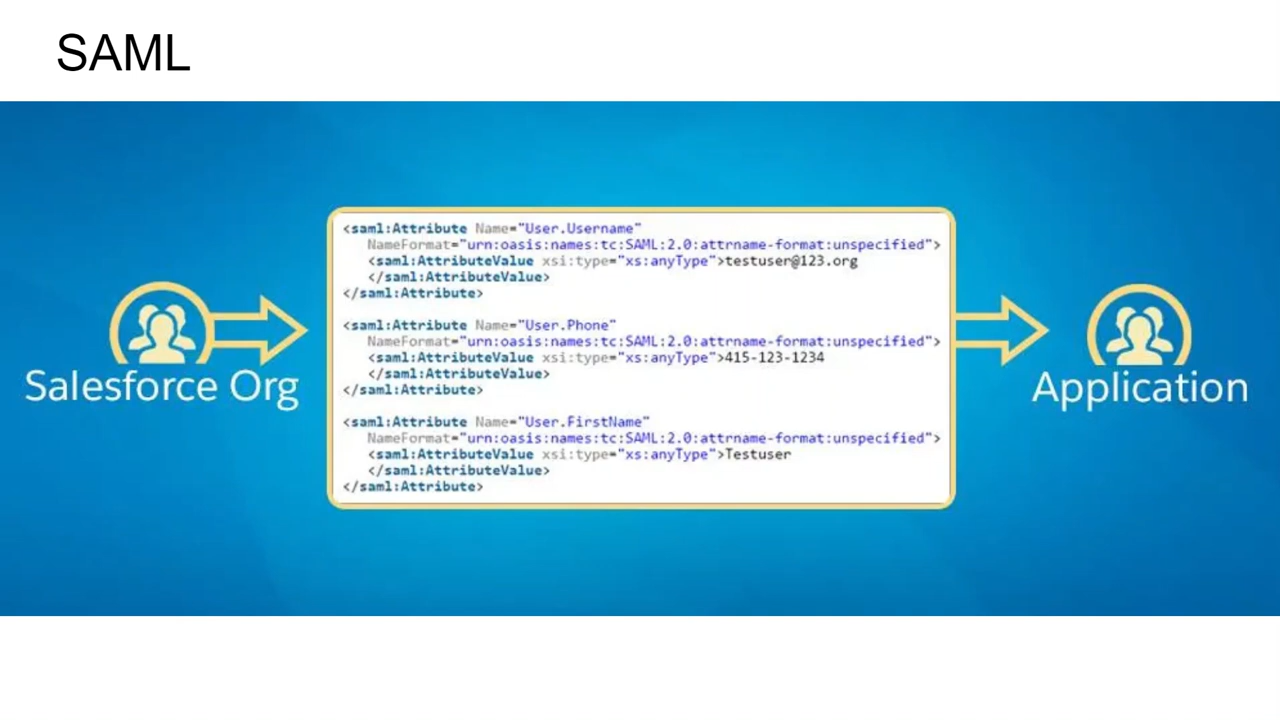 SAML
<saml:Attribute Name="User.Username"
NameFormat="urn:oasis:names:tc:SAML:2.0:attrname-format:unspecified">
<saml:AttributeValue xsi:type="xs:anyType">testuser@123.org
</saml:AttributeValue>
</saml:Attribute>
<saml:Attribute Name="User.Phone"
NameFormat="urn:oasis:names:tc:SAML:2.0:attrname-format:unspecified">
<saml:AttributeValue xsi:type="xs:anyType">415-123-1234
</saml:AttributeValue>
</saml:Attribute>
<saml:Attribute Name="User.FirstName"
NameFormat="urn:oasis:names:tc:SAML:2.0:attrname-format:unspecified">
<saml:AttributeValue xsi:type="xs:anyType">Testuser
</saml:AttributeValue>
</saml:Attribute>
Salesforce Org
Application